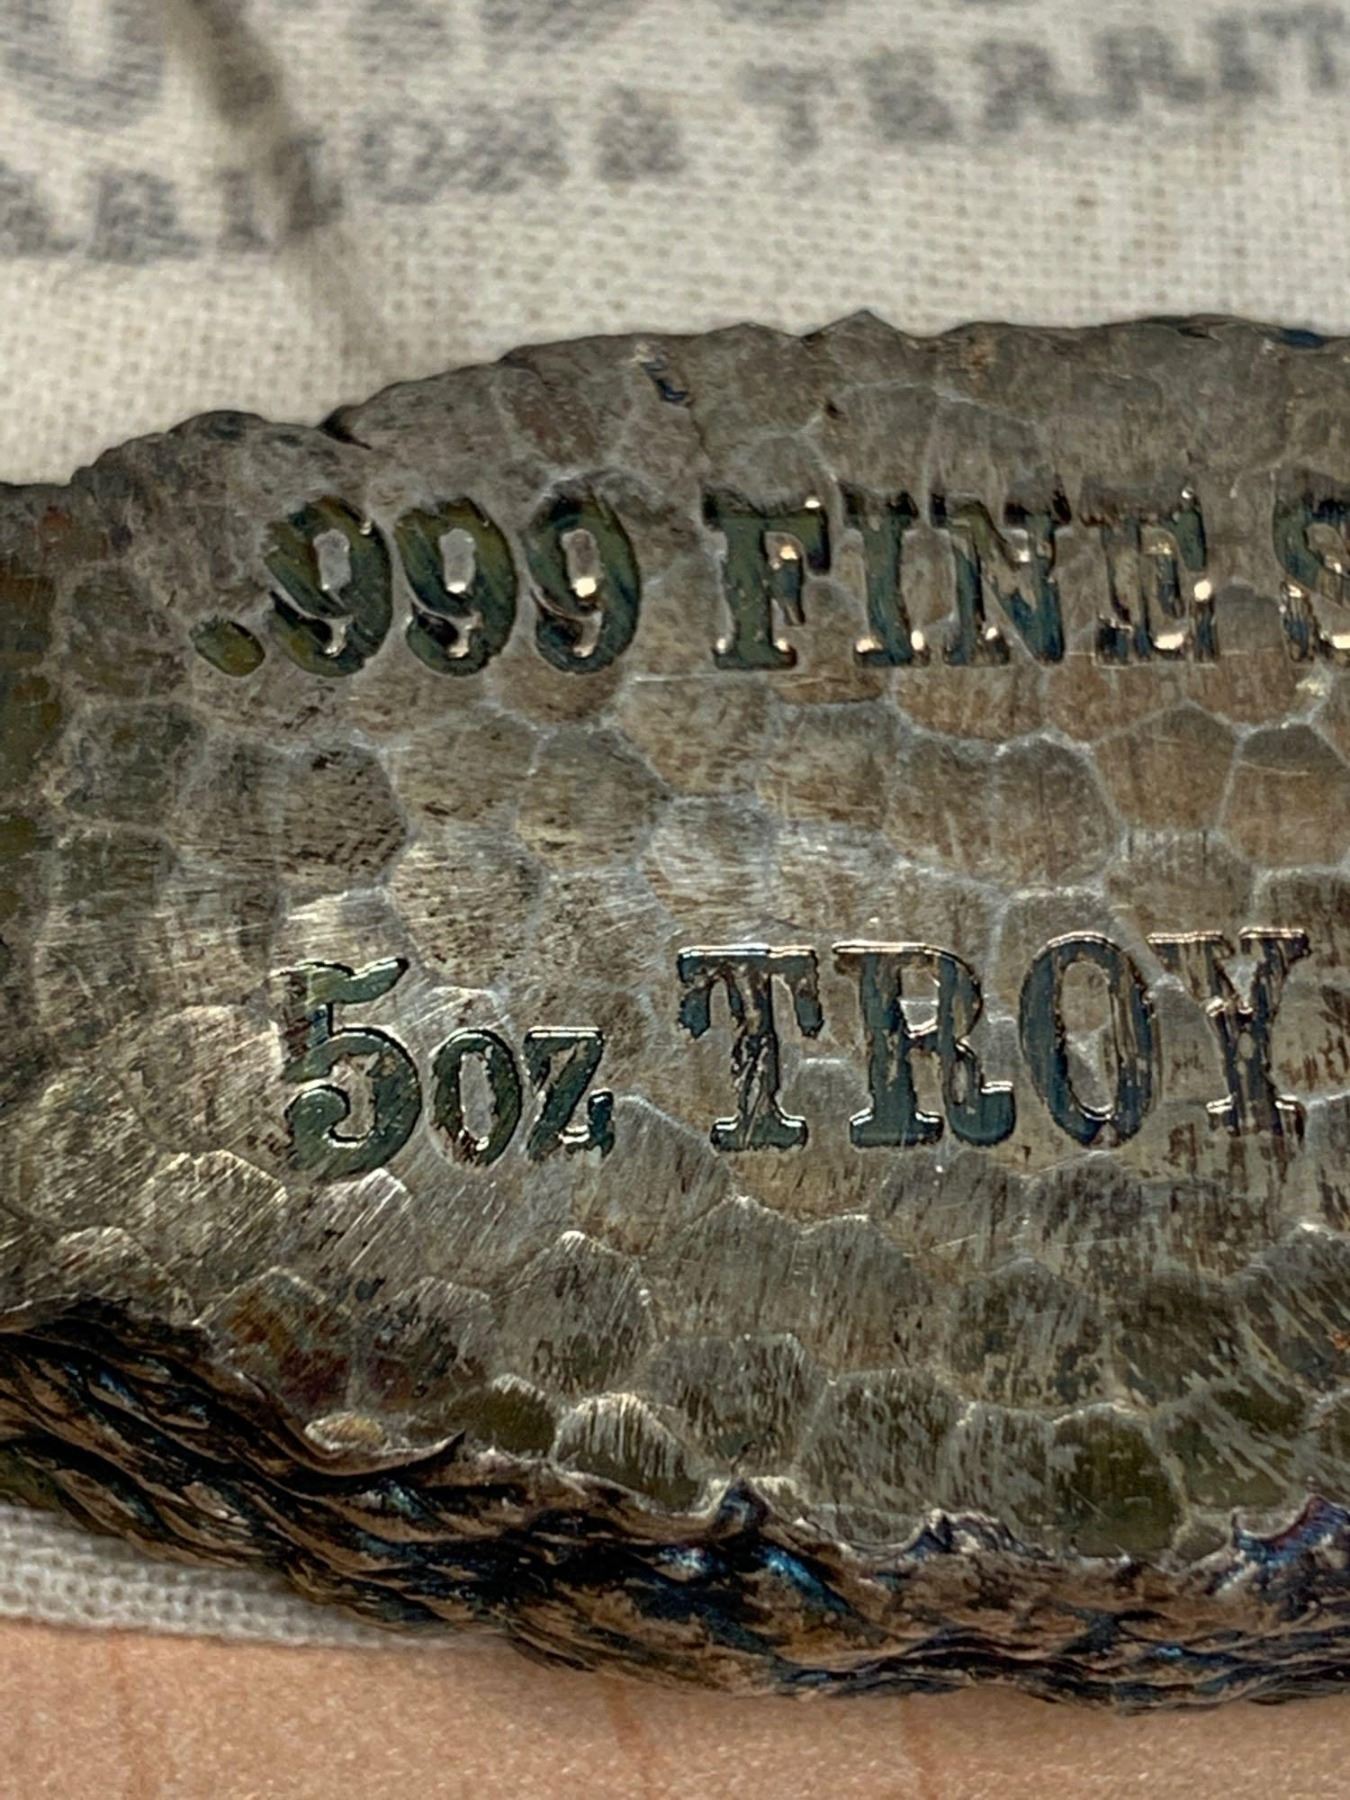 .999 FINE S
5oz TROY